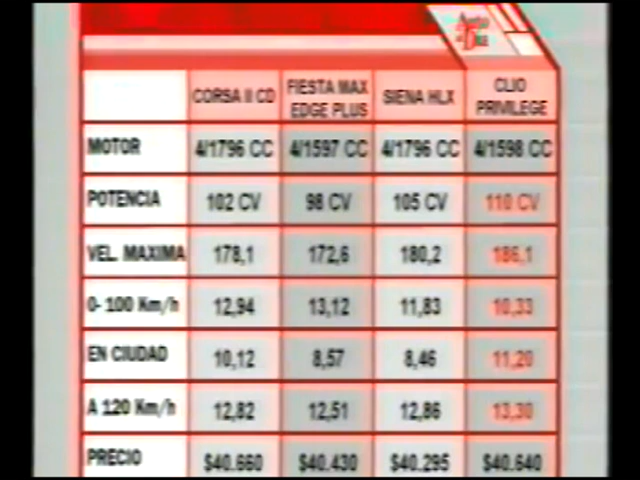 Auto al Día
CORSA II CD FIESTA MAX EDGE PLUS SIENA HLX CLIO PRIVILEGE
MOTOR 4/1796 CC 4/1597 CC 4/1796 CC 4/1598 CC
POTENCIA 102 CV 98 CV 105 CV 110 CV
VEL. MAXIMA 178,1 172,6 180,2 186,1
0- 100 Km/h 12,94 13,12 11,83 10,33
EN CIUDAD 10,12 8,57 8,46 11,20
A 120 Km/h 12,82 12,51 12,86 13,30
PRECIO $40.660 $40.430 $40.295 $40.640